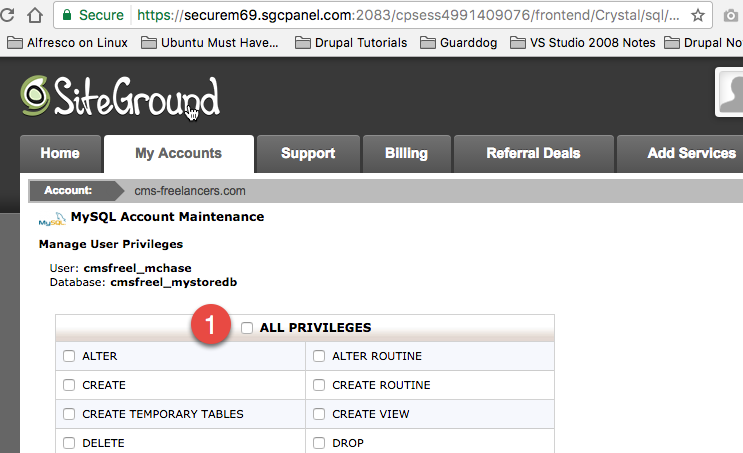 Secure https://securem69.sgcpanel.com:2083/cpsess4991409076/frontend/Crystal/sql/...
Alfresco on Linux Ubuntu Must Have... Drupal Tutorials Guarddog VS Studio 2008 Notes Drupal No
SiteGround
Home My Accounts Support Billing Referral Deals Add Services
Account: cms-freelancers.com
MySQL MySQL Account Maintenance
Manage User Privileges
User: cmsfreel_mchase
Database: cmsfreel_mystoredb
1 ALL PRIVILEGES
ALTER ALTER ROUTINE
CREATE CREATE ROUTINE
CREATE TEMPORARY TABLES CREATE VIEW
DELETE DROP